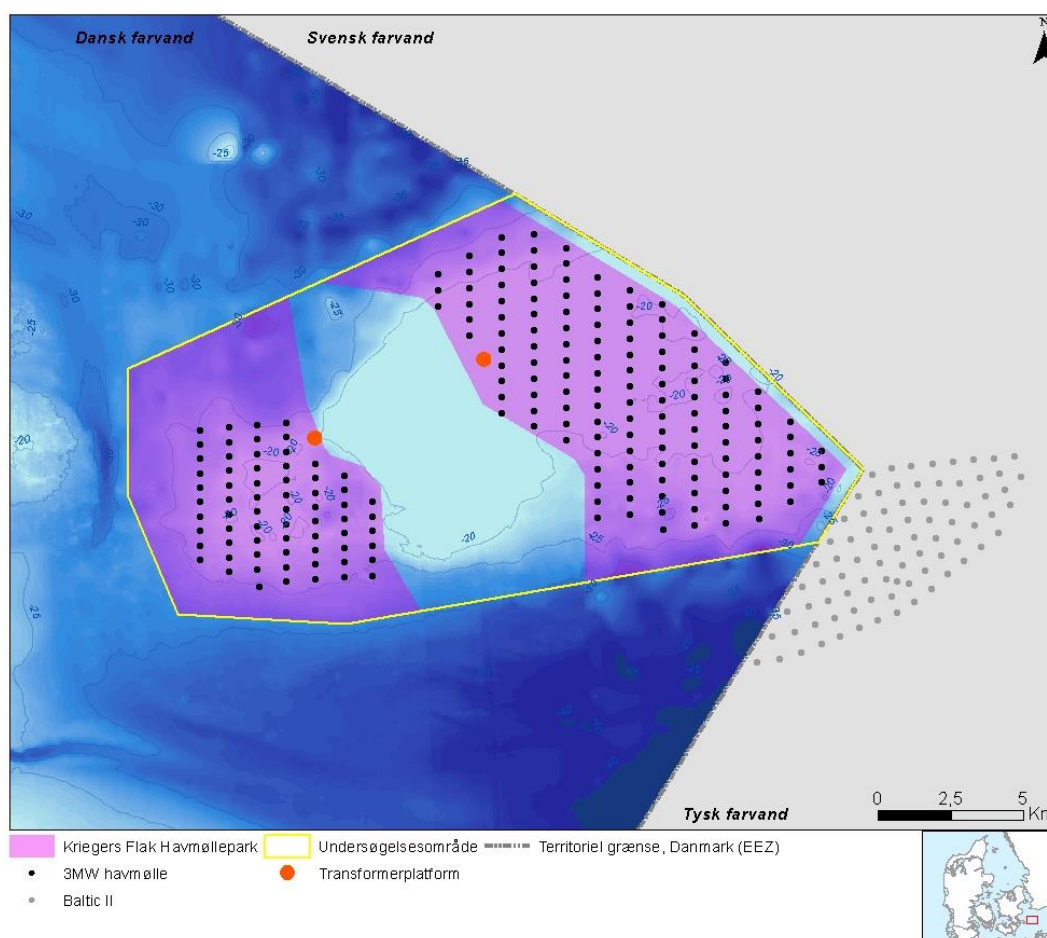 Dansk farvand Svensk farvand
N
-25
-30
-30
-30
-25
-20
-25
-20
-20
-20
-20
-20
-20
-25
-30
-20
-25
Tysk farvand
0 2,5 5
Km
Kriegers Flak Havmøllepark Undersøgelsesområde Territoriel grænse, Danmark (EEZ)
3MW havmølle Transformerplatform
Baltic II